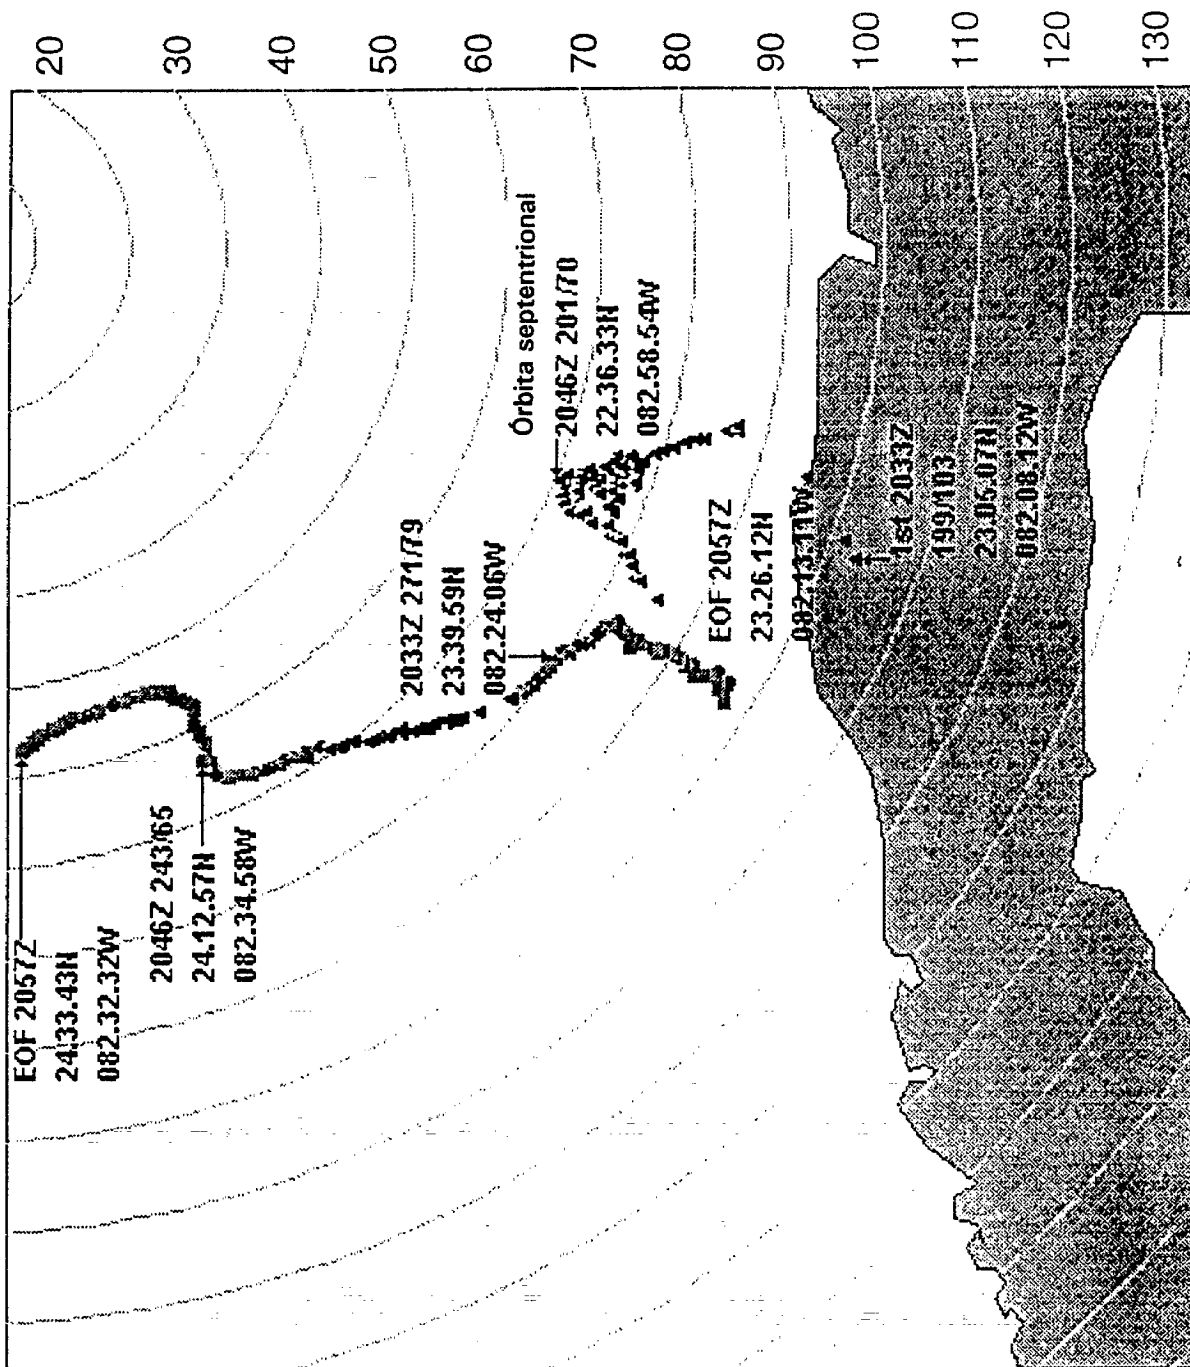 20
30
40
50
60
70
80
90
100
110
120
130
EOF 2057Z
24.33.43N
082.32.32W
2046Z 243/65
24.12.57N
082.34.58W
2033Z 271/79
23.39.59N
082.24.06W
Órbita septentrional
2046Z 201/70
22.36.33N
082.58.54W
EOF 2057Z
23.26.12N
082.13.11W
1st 2033Z
199/103
23.05.07N
082.08.12W